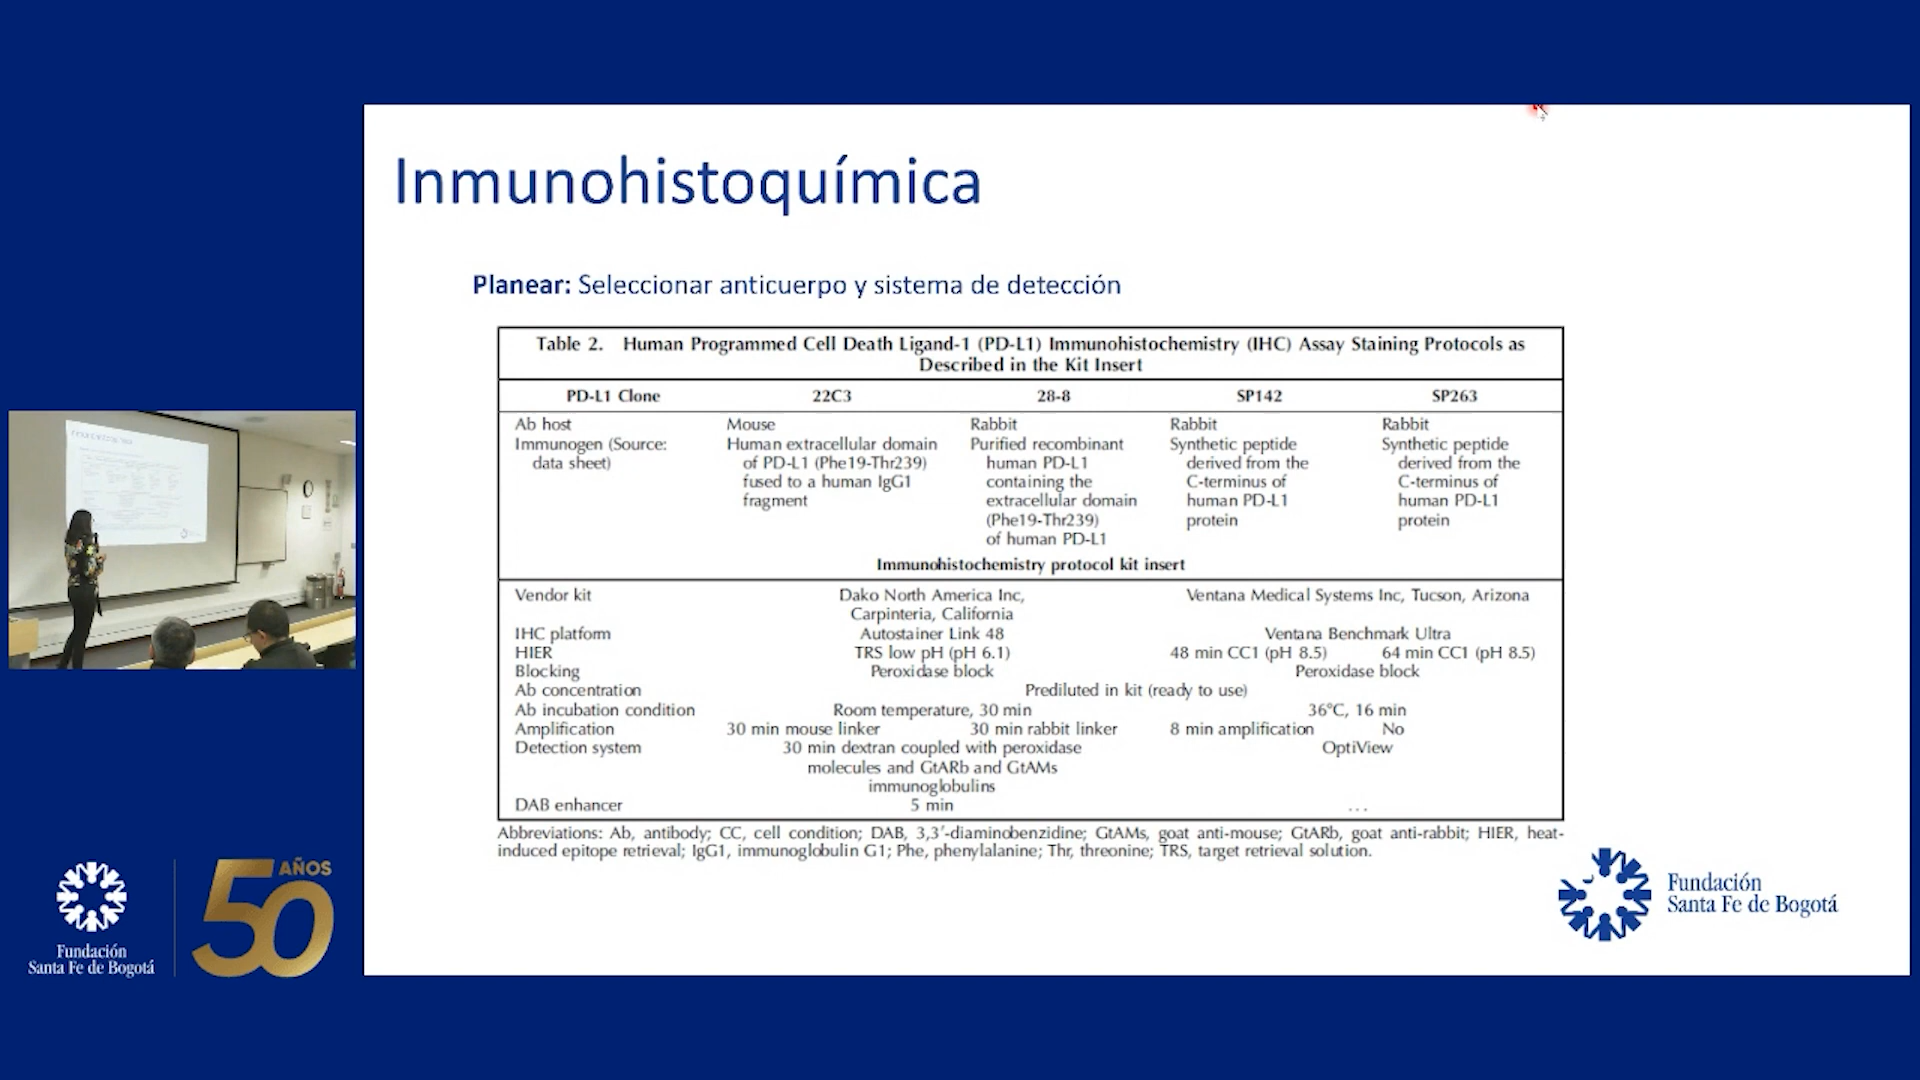 Inmunohistoquímica
Planear: Seleccionar anticuerpo y sistema de detección
Table 2. Human Programmed Cell Death Ligand-1 (PD-L1) Immunohistochemistry (IHC) Assay Staining Protocols as
Described in the Kit Insert
PD-L1 Clone 22C3 28-8 SP142 SP263
Ab host Mouse Rabbit Rabbit Rabbit
Immunogen (Source: Human extracellular domain Purified recombinant Synthetic peptide Synthetic peptide
data sheet) of PD-L1 (Phe19-Thr239) human PD-L1 derived from the derived from the
fused to a human IgG1 containing the C-terminus of C-terminus of
fragment extracellular domain human PD-L1 human PD-L1
(Phe19-Thr239) protein protein
of human PD-L1
Immunohistochemistry protocol kit insert
Vendor kit Dako North America Inc, Ventana Medical Systems Inc, Tucson, Arizona
Carpinteria, California
IHC platform Autostainer Link 48 Ventana Benchmark Ultra
HIER TRS low pH (pH 6.1) 48 min CC1 (pH 8.5) 64 min CC1 (pH 8.5)
Blocking Peroxidase block Peroxidase block
Ab concentration Prediluted in kit (ready to use)
Ab incubation condition Room temperature, 30 min 36°C, 16 min
Amplification 30 min mouse linker 30 min rabbit linker 8 min amplification No
Detection system 30 min dextran coupled with peroxidase OptiView
molecules and GtARb and GtAMs
immunoglobulins
DAB enhancer 5 min ...
Abbreviations: Ab, antibody; CC, cell condition; DAB, 3,3′-diaminobenzidine; GtAMs, goat anti-mouse; GtARb, goat anti-rabbit; HIER, heat-
induced epitope retrieval; IgG1, immunoglobulin G1; Phe, phenylalanine; Thr, threonine; TRS, target retrieval solution.
Fundación
Santa Fe de Bogotá
50 AÑOS
Fundación
Santa Fe de Bogotá